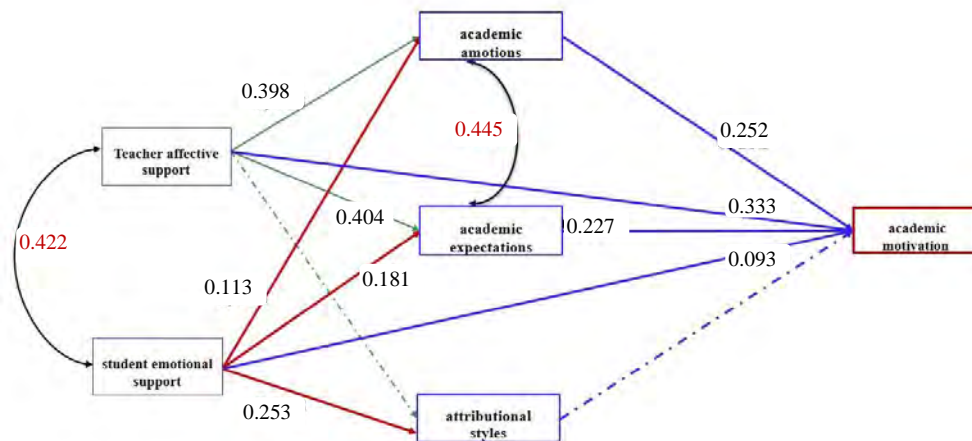 academic
amotions
0.398
0.445
0.252
Teacher affective
support
0.404
academic
expectations
0.227
0.333
academic
motivation
0.422
0.113
0.181
0.093
student emotional
support
0.253
attributional
styles